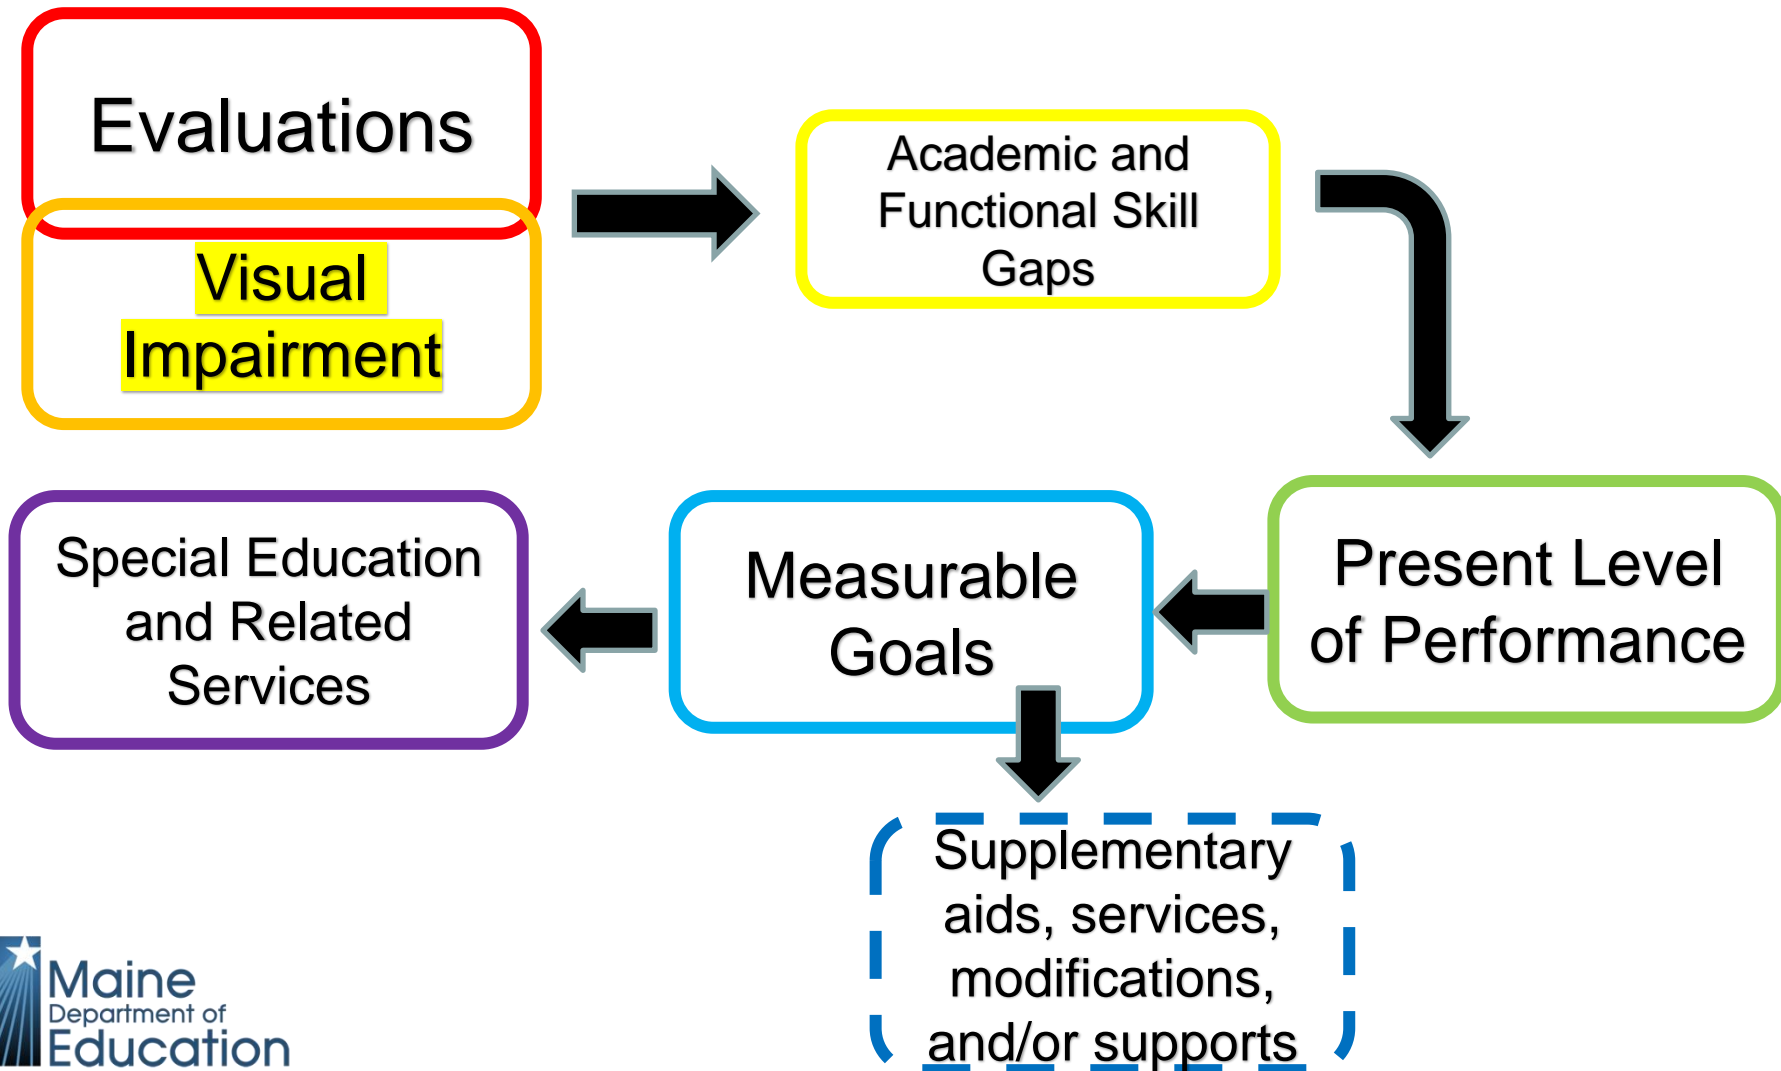 Evaluations
Visual
Impairment
Academic and
Functional Skill
Gaps
Present Level
of Performance
Measurable
Goals
Special Education
and Related
Services
Supplementary
aids, services,
modifications,
and/or supports
Maine
Department of
Education